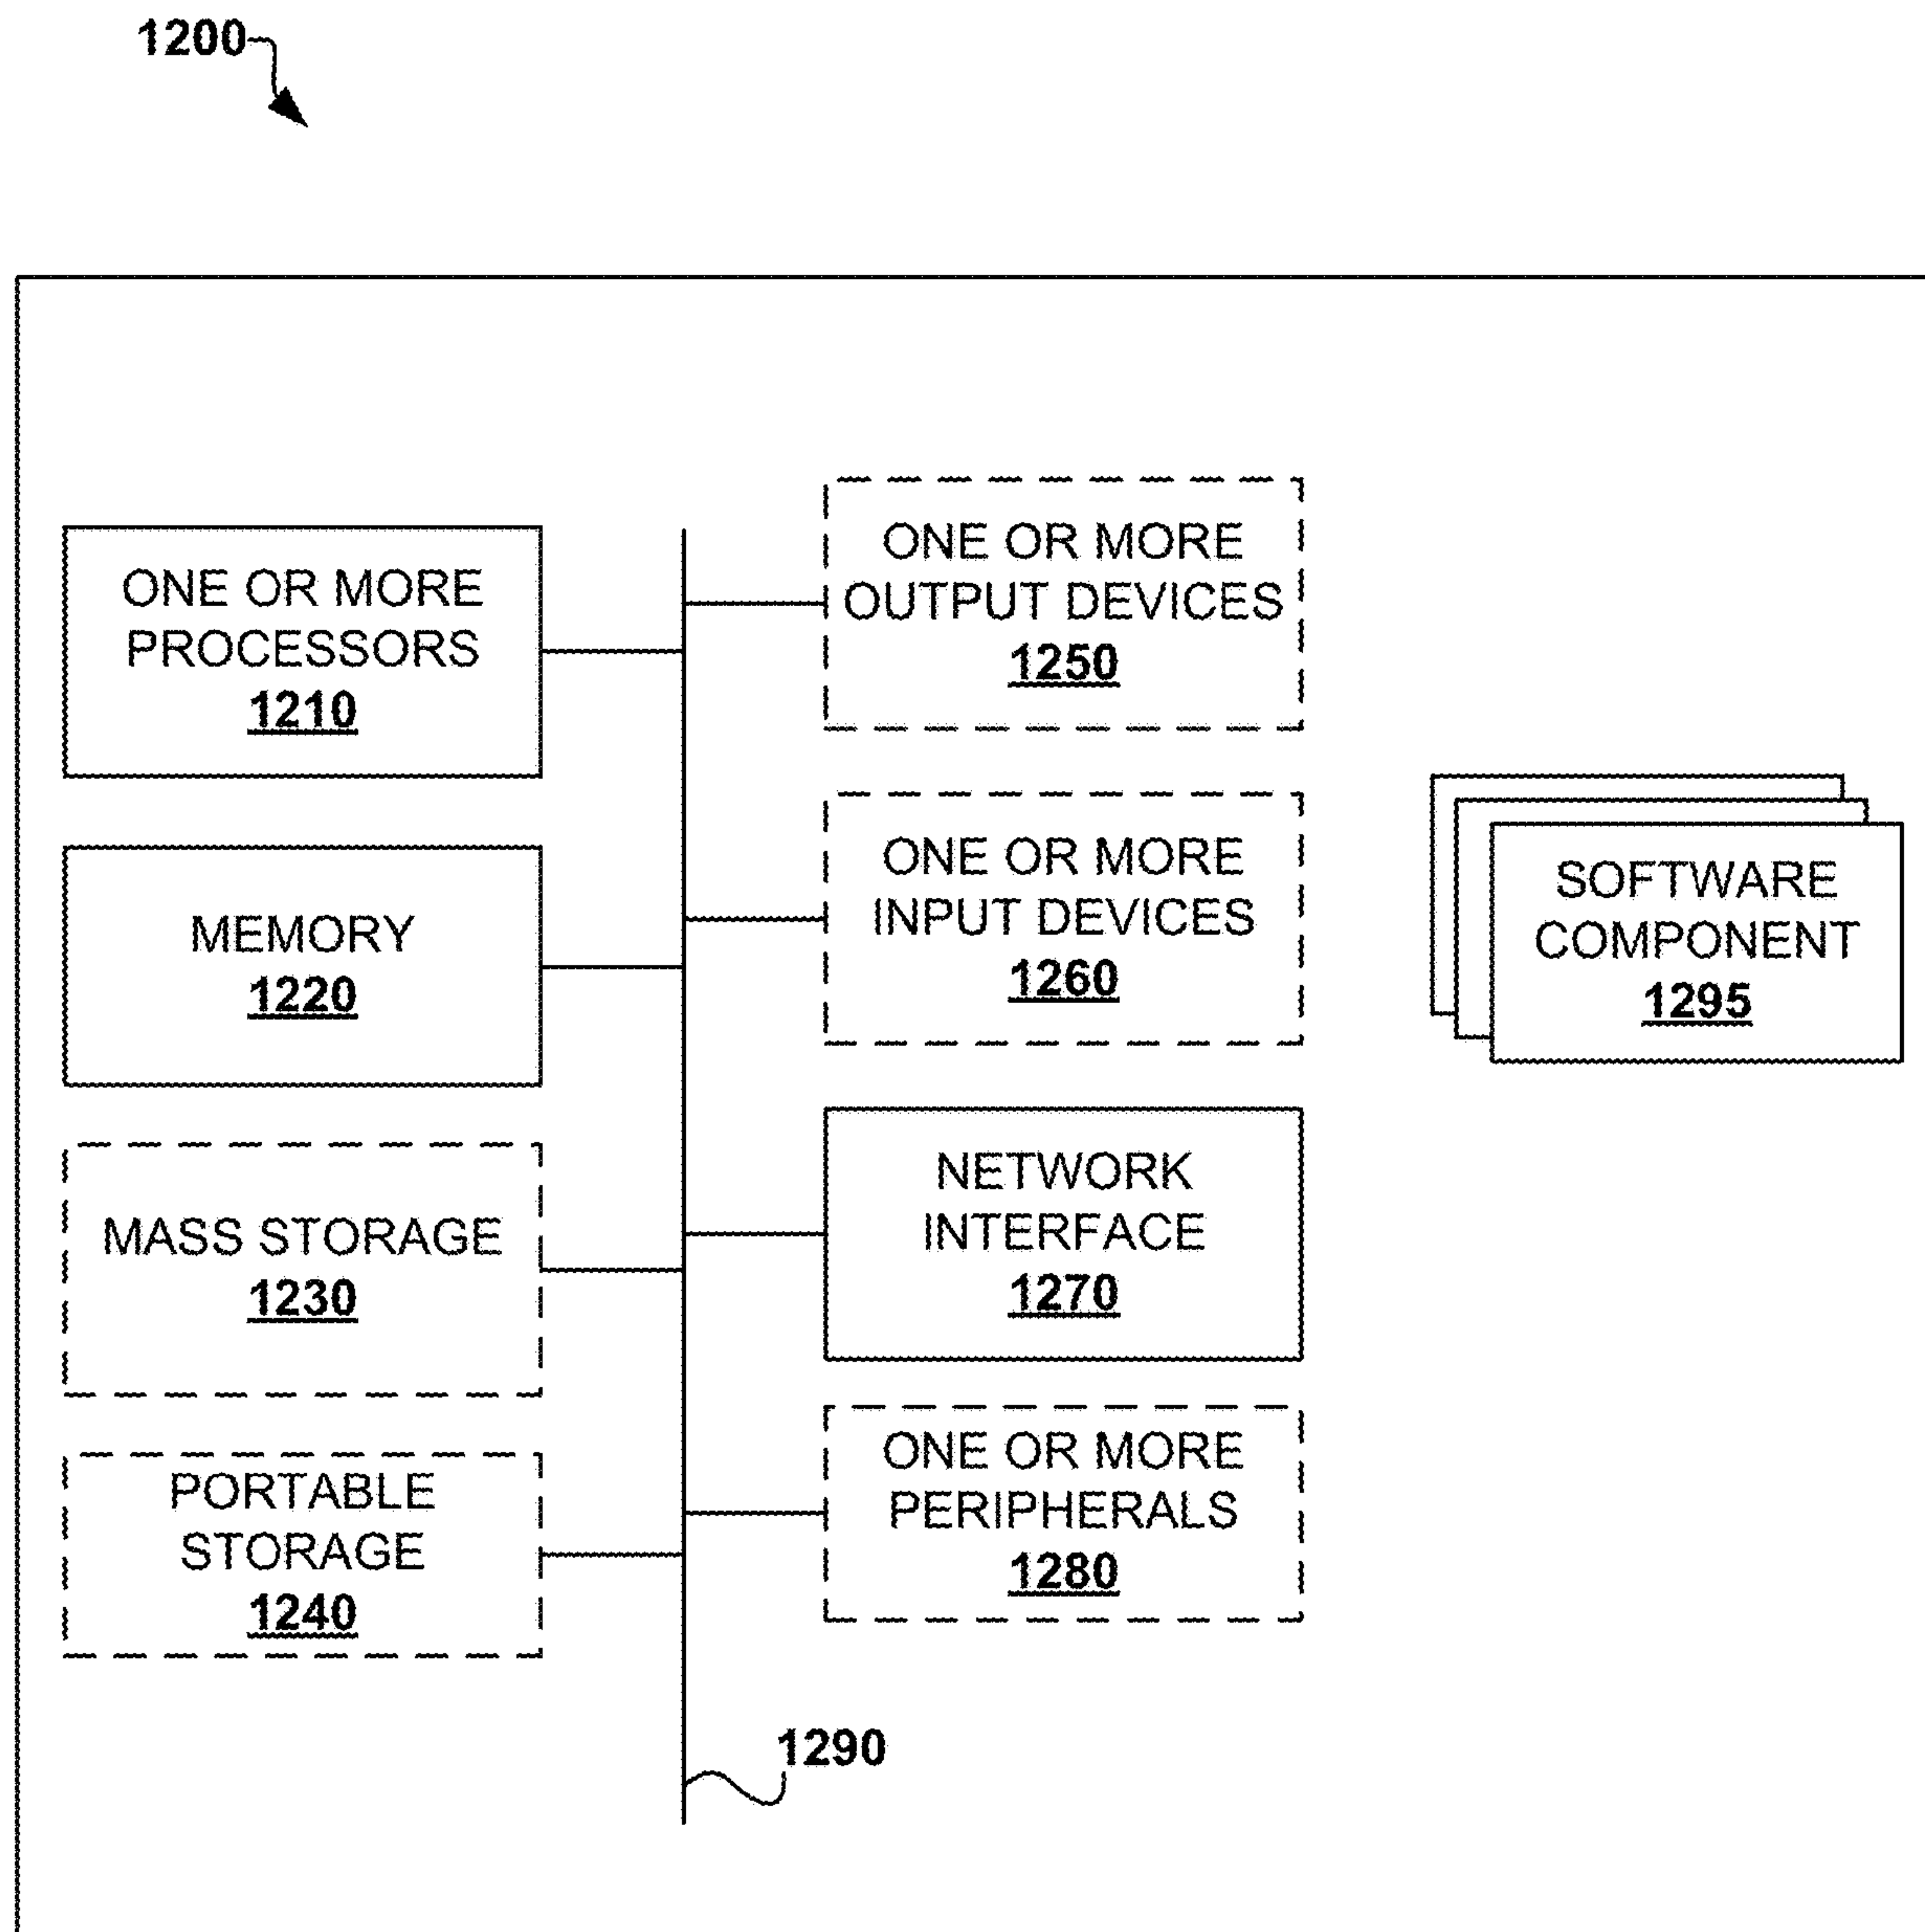 1200
ONE OR MORE
PROCESSORS
1210
MEMORY
1220
MASS STORAGE
1230
PORTABLE
STORAGE
1240
ONE OR MORE
OUTPUT DEVICES
1250
ONE OR MORE
INPUT DEVICES
1260
NETWORK
INTERFACE
1270
ONE OR MORE
PERIPHERALS
1280
1290
SOFTWARE
COMPONENT
1295